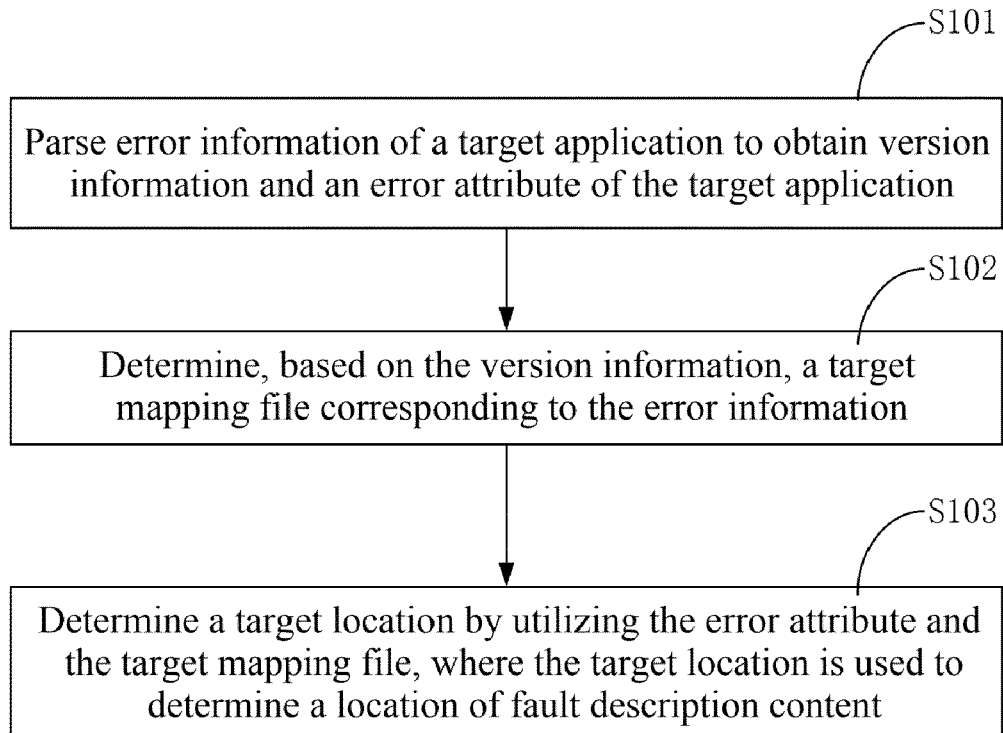 S101
Parse error information of a target application to obtain version
information and an error attribute of the target application
S102
Determine, based on the version information, a target
mapping file corresponding to the error information
S103
Determine a target location by utilizing the error attribute and
the target mapping file, where the target location is used to
determine a location of fault description content